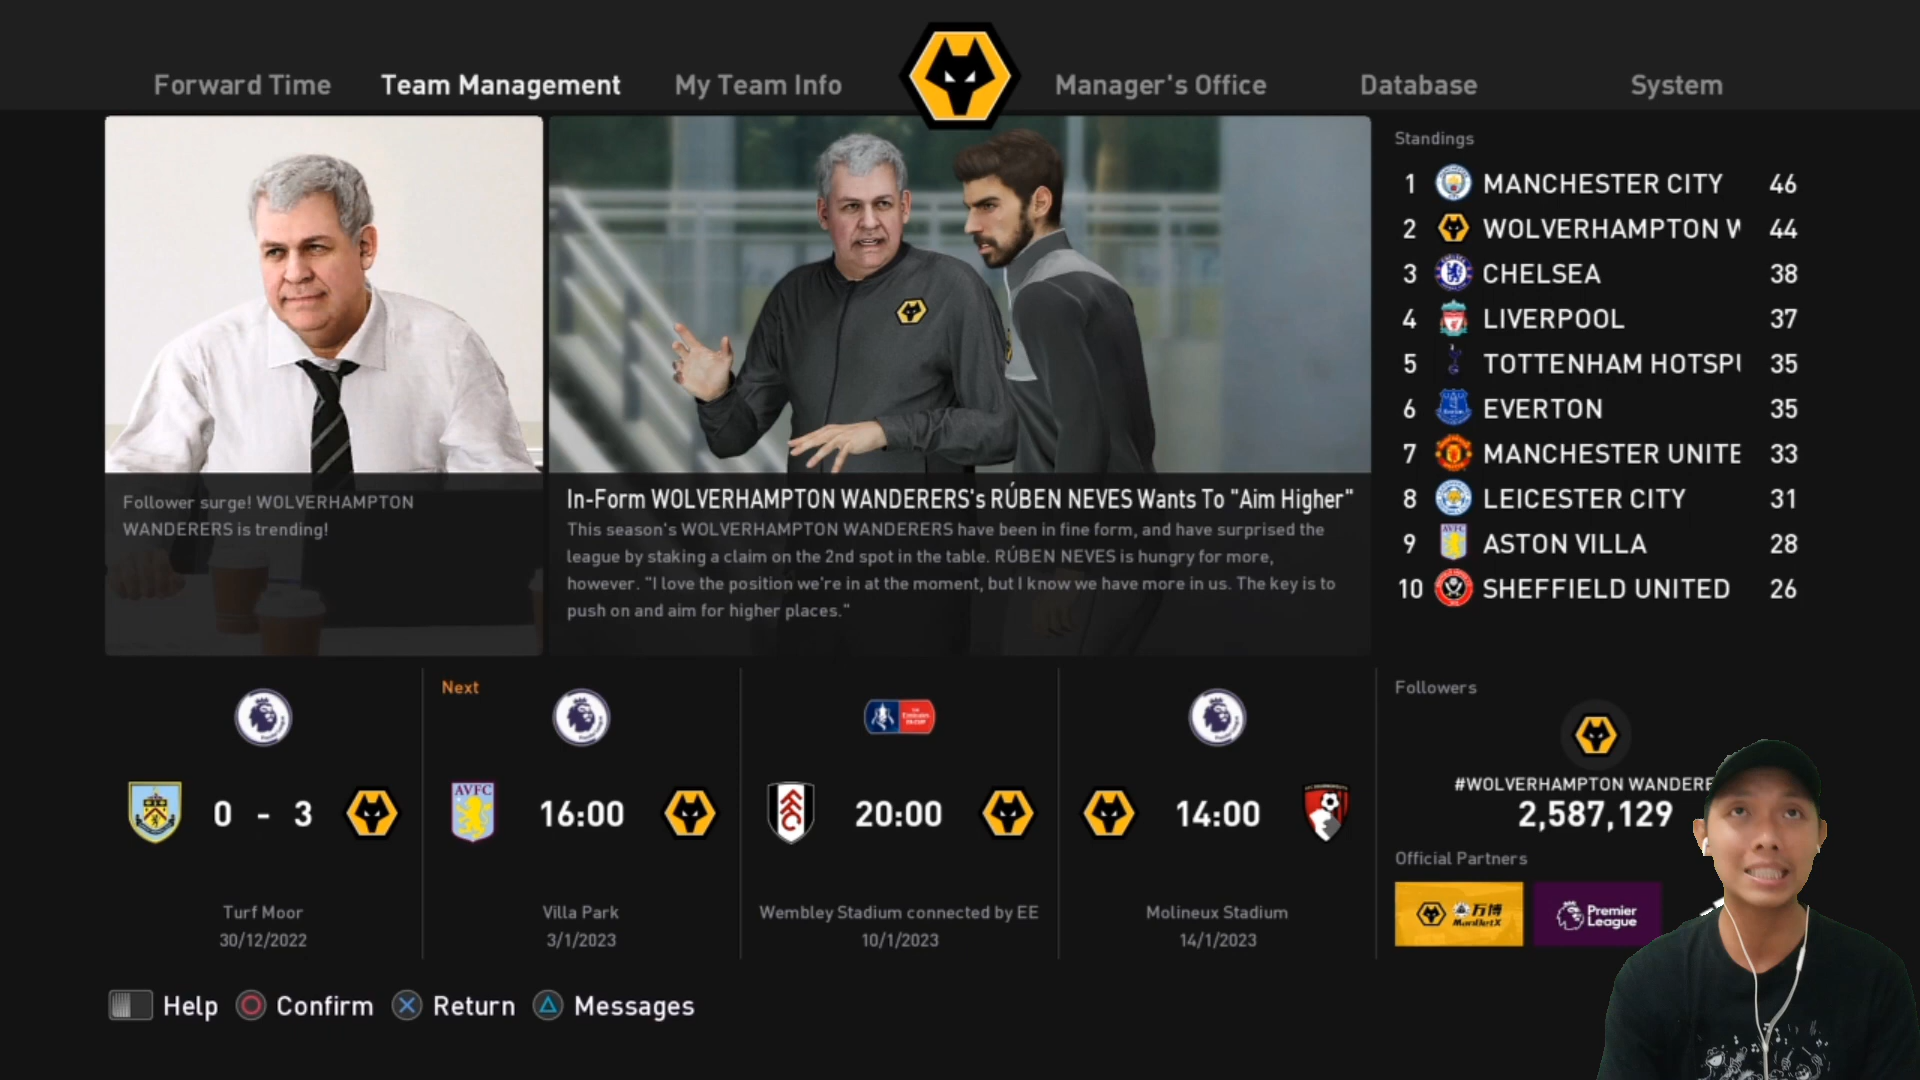 Forward Time
Team Management
My Team Info
Manager's Office
Database
System
Follower surge! WOLVERHAMPTON
WANDERERS is trending!
In-Form WOLVERHAMPTON WANDERERS's RÚBEN NEVES Wants To "Aim Higher"
This season's WOLVERHAMPTON WANDERERS have been in fine form, and have surprised the
league by staking a claim on the 2nd spot in the table. RÚBEN NEVES is hungry for more,
however. "I love the position we're in at the moment, but I know we have more in us. The key is to
push on and aim for higher places."
Standings
1 MANCHESTER CITY 46
2 WOLVERHAMPTON W 44
3 CHELSEA 38
4 LIVERPOOL 37
5 TOTTENHAM HOTSPU 35
6 EVERTON 35
7 MANCHESTER UNITE 33
8 LEICESTER CITY 31
9 ASTON VILLA 28
10 SHEFFIELD UNITED 26
0 - 3
Turf Moor
30/12/2022
Next
AVFC
16:00
Villa Park
3/1/2023
Emirates
FA CUP
20:00
Wembley Stadium connected by EE
10/1/2023
14:00
Molineux Stadium
14/1/2023
Followers
#WOLVERHAMPTON WANDERE
2,587,129
Official Partners
万博
ManBetX
Premier
League
Help
Confirm
Return
Messages